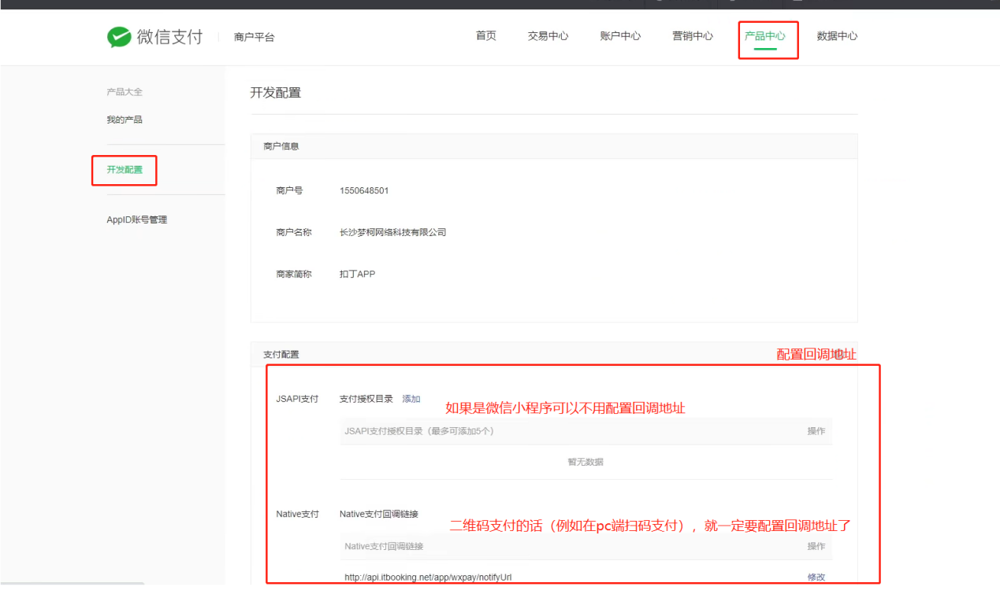 微信支付 商户平台 首页 交易中心 账户中心 营销中心 产品中心 数据中心
产品大全
我的产品
开发配置
AppID账号管理
开发配置
商户信息
商户号 1550648501
商户名称 长沙梦柯网络科技有限公司
商家简称 扣丁APP
支付配置 配置回调地址
JSAPI支付 支付授权目录 添加
如果是微信小程序可以不用配置回调地址
JSAPI支付授权目录（最多可添加5个） 操作
暂无数据
Native支付 Native支付回调链接
二维码支付的话（例如在pc端扫码支付），就一定要配置回调地址了
Native支付回调链接 操作
http://api.itbooking.net/app/wxpay/notifyUrl 修改